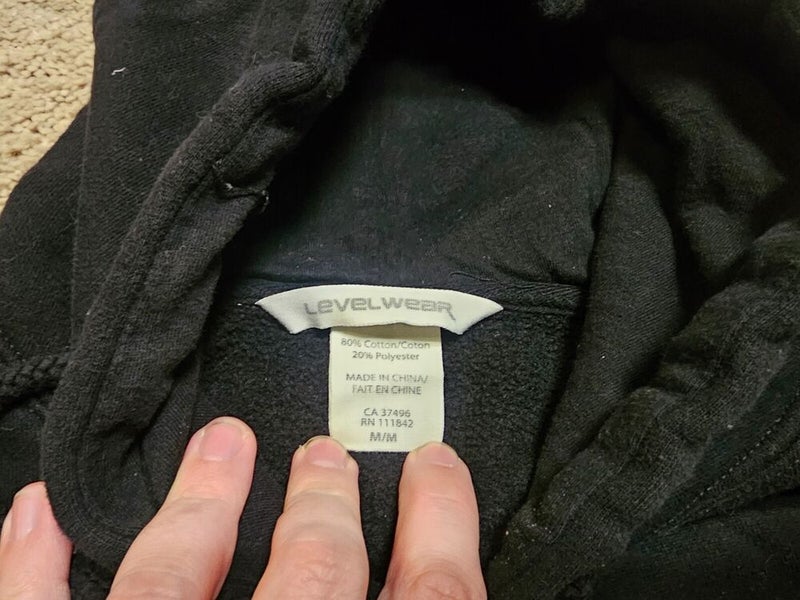 LEVELWEAR
80% Cotton/Coton
20% Polyester
MADE IN CHINA/
FAIT EN CHINE
CA 37496
RN 111842
M/M